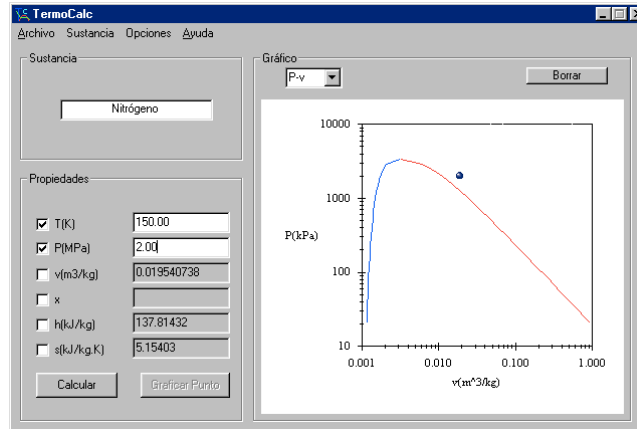 TermoCalc
Archivo Sustancia Opciones Ayuda
Sustancia
Nitrógeno
Propiedades
T(K) 150.00
P(MPa) 2.00
v(m3/kg) 0.019540738
x
h(kJ/kg) 137.81432
s(kJ/kg.K) 5.15403
Calcular Graficar Punto
Gráfico
P-v Borrar
10000
1000
P(kPa)
100
10
0.001 0.010 0.100 1.000
v(m^3/kg)